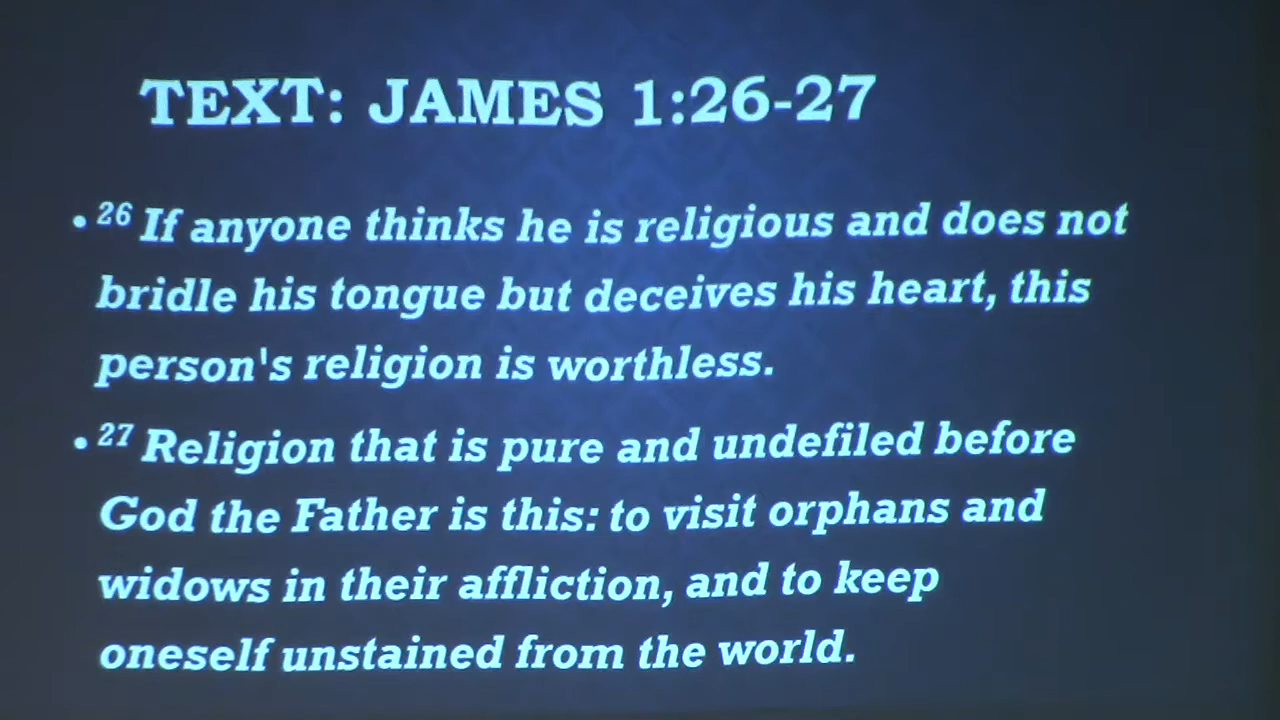 TEXT: JAMES 1:26-27
• 26 If anyone thinks he is religious and does not
bridle his tongue but deceives his heart, this
person's religion is worthless.
• 27 Religion that is pure and undefiled before
God the Father is this: to visit orphans and
widows in their affliction, and to keep
oneself unstained from the world.